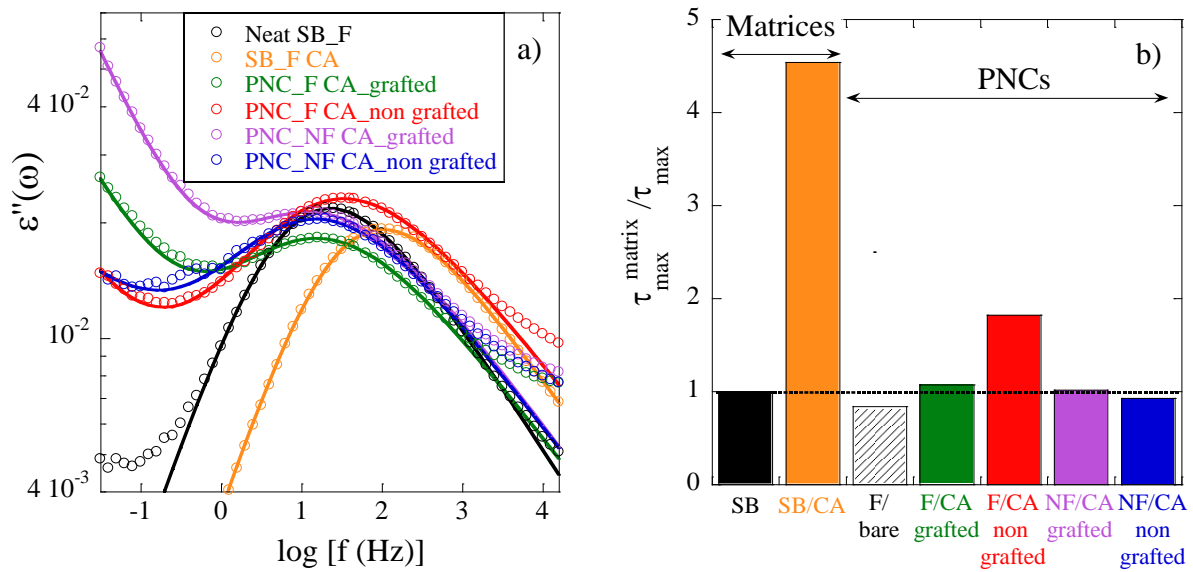 Neat SB_F
SB_F CA
PNC_F CA_grafted
PNC_F CA_non grafted
PNC_NF CA_grafted
PNC_NF CA_non grafted
a)
ε"(ω)
4 10⁻²
10⁻²
4 10⁻³
-1 0 1 2 3 4
log [f (Hz)]
b)
Matrices
PNCs
τ_max^matrix / τ_max
5
4
3
2
1
0
SB
SB/CA
F/
bare
F/CA
grafted
F/CA
non
grafted
NF/CA
grafted
NF/CA
non
grafted